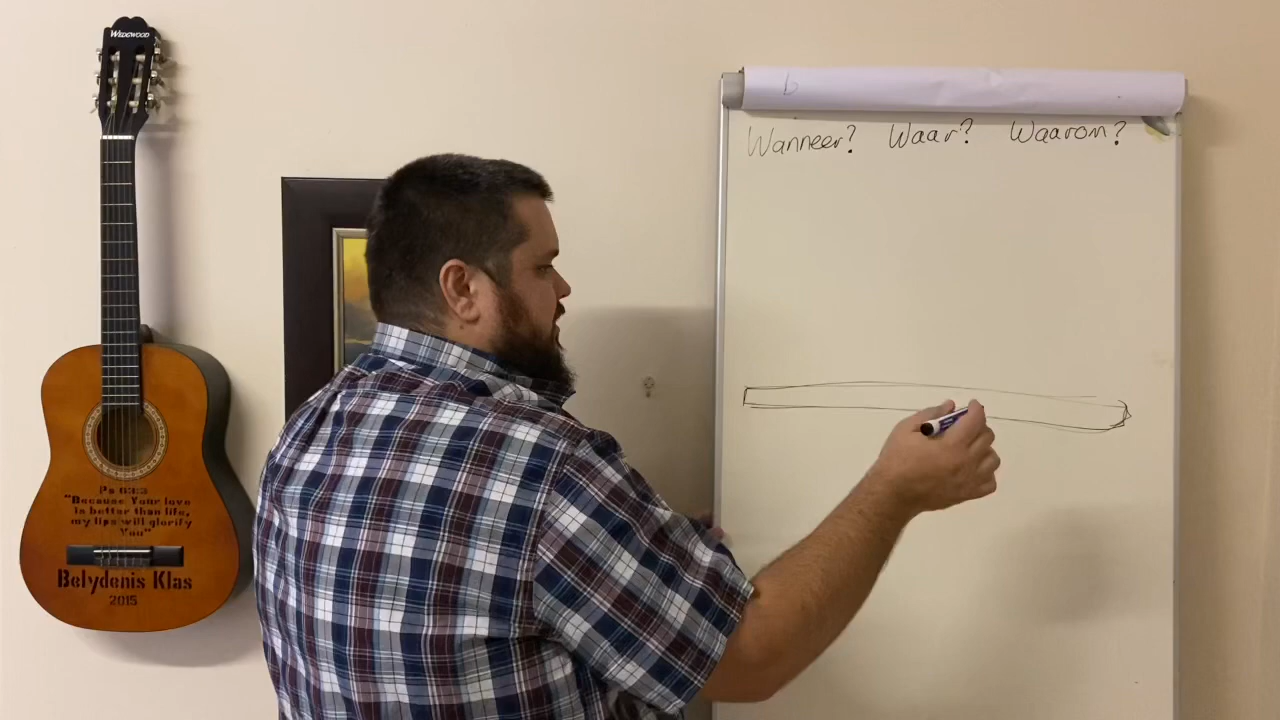 WEDGWOOD
Ps 63:3
"Because Your love
is better than life,
my lips will glorify
You"
Belydenis Klas
2015
b
Wanneer? Waar? Waarom?